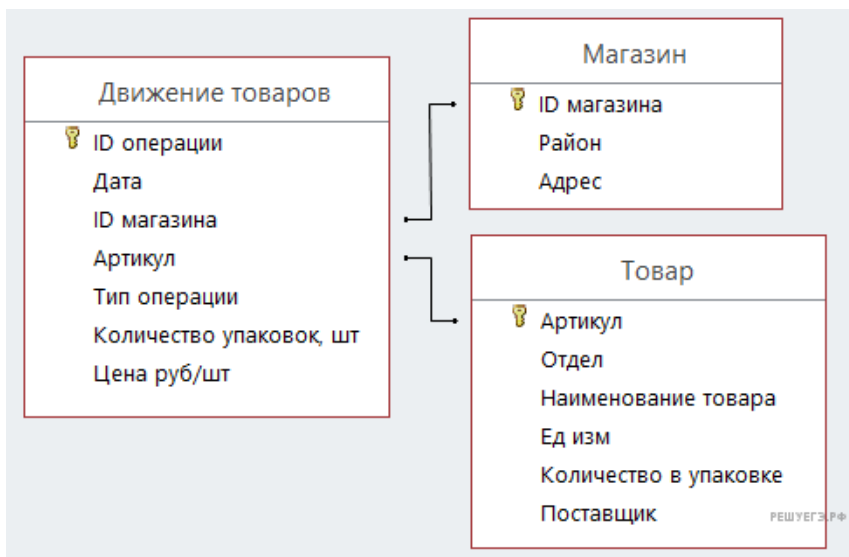 Движение товаров
ID операции
Дата
ID магазина
Артикул
Тип операции
Количество упаковок, шт
Цена руб/шт
Магазин
ID магазина
Район
Адрес
Товар
Артикул
Отдел
Наименование товара
Ед изм
Количество в упаковке
Поставщик
РЕШУЕГЭ.РФ